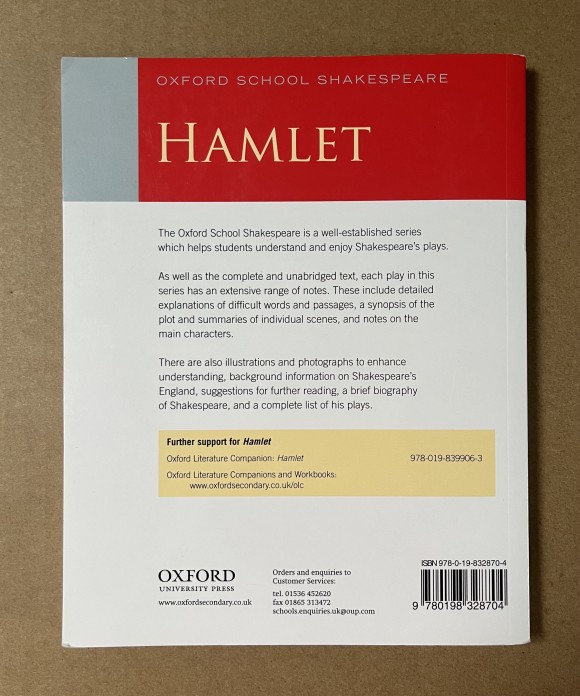 OXFORD SCHOOL SHAKESPEARE
HAMLET
The Oxford School Shakespeare is a well-established series
which helps students understand and enjoy Shakespeare's plays.
As well as the complete and unabridged text, each play in this
series has an extensive range of notes. These include detailed
explanations of difficult words and passages, a synopsis of the
plot and summaries of individual scenes, and notes on the
main characters.
There are also illustrations and photographs to enhance
understanding, background information on Shakespeare's
England, suggestions for further reading, a brief biography
of Shakespeare, and a complete list of his plays.
Further support for Hamlet
Oxford Literature Companion: Hamlet 978-019-839906-3
Oxford Literature Companions and Workbooks:
www.oxfordsecondary.co.uk/olc
OXFORD
UNIVERSITY PRESS
www.oxfordsecondary.co.uk
Orders and enquiries to
Customer Services:
tel. 01536 452620
fax 01865 313472
schools.enquiries.uk@oup.com
ISBN 978-0-19-832870-4
9 780198 328704